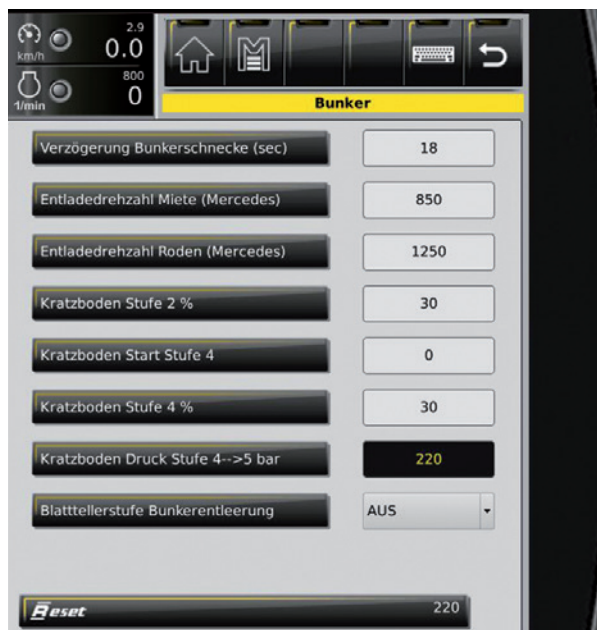 2.9
km/h 0.0
800
1/min 0
Bunker
Verzögerung Bunkerschnecke (sec) 18
Entladedrehzahl Miete (Mercedes) 850
Entladedrehzahl Roden (Mercedes) 1250
Kratzboden Stufe 2 % 30
Kratzboden Start Stufe 4 0
Kratzboden Stufe 4 % 30
Kratzboden Druck Stufe 4-->5 bar 220
Blatttellerstufe Bunkerentleerung AUS
Reset 220